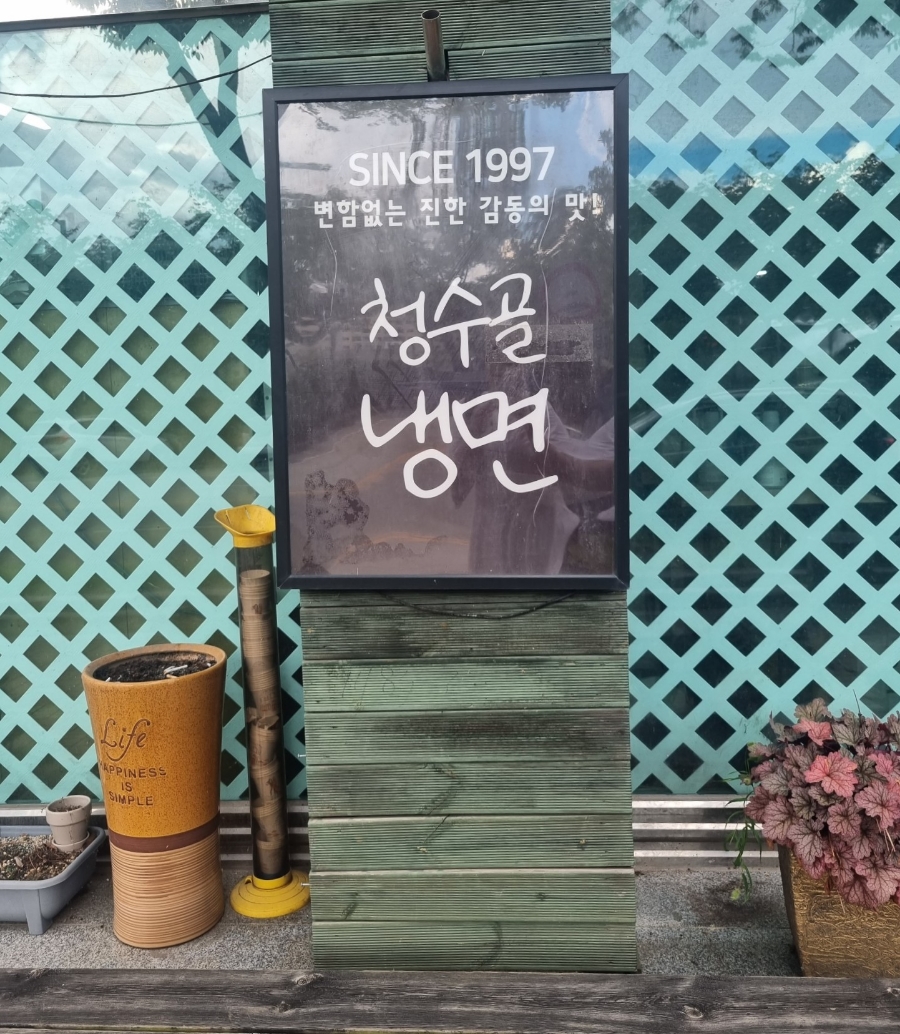 SINCE 1997
변함없는 진한 감동의 맛!
청수골
냉면
Life
HAPPINESS
IS
SIMPLE